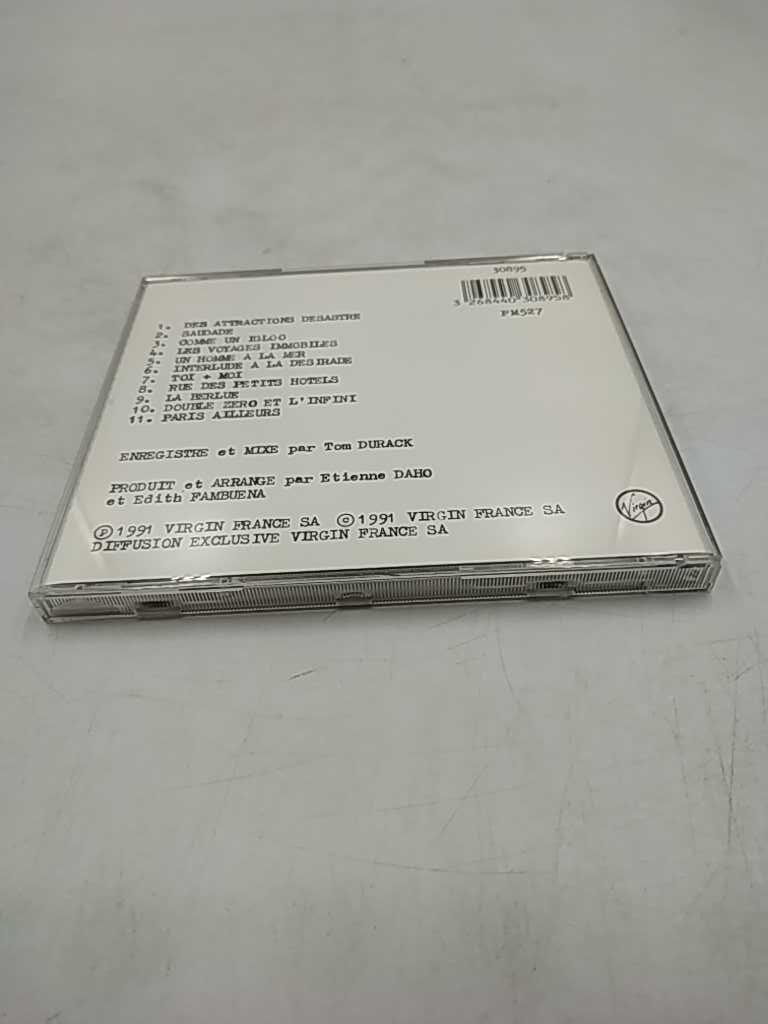 30895
3 268440 308958
PM527
1. DES ATTRACTIONS DESASTRE
2. SAUDADE
3. COMME UN IGLOO
4. LES VOYAGES IMMOBILES
5. UN HOMME A LA MER
6. INTERLUDE A LA DESIRADE
7. TOI + MOI
8. RUE DES PETITS HOTELS
9. LA BERLUE
10. DOUBLE ZERO ET L'INFINI
11. PARIS AILLEURS
ENREGISTRE et MIXE par Tom DURACK
PRODUIT et ARRANGE par Etienne DAHO
et Edith FAMBUENA
Ⓟ 1991 VIRGIN FRANCE SA © 1991 VIRGIN FRANCE SA
DIFFUSION EXCLUSIVE VIRGIN FRANCE SA
Virgin